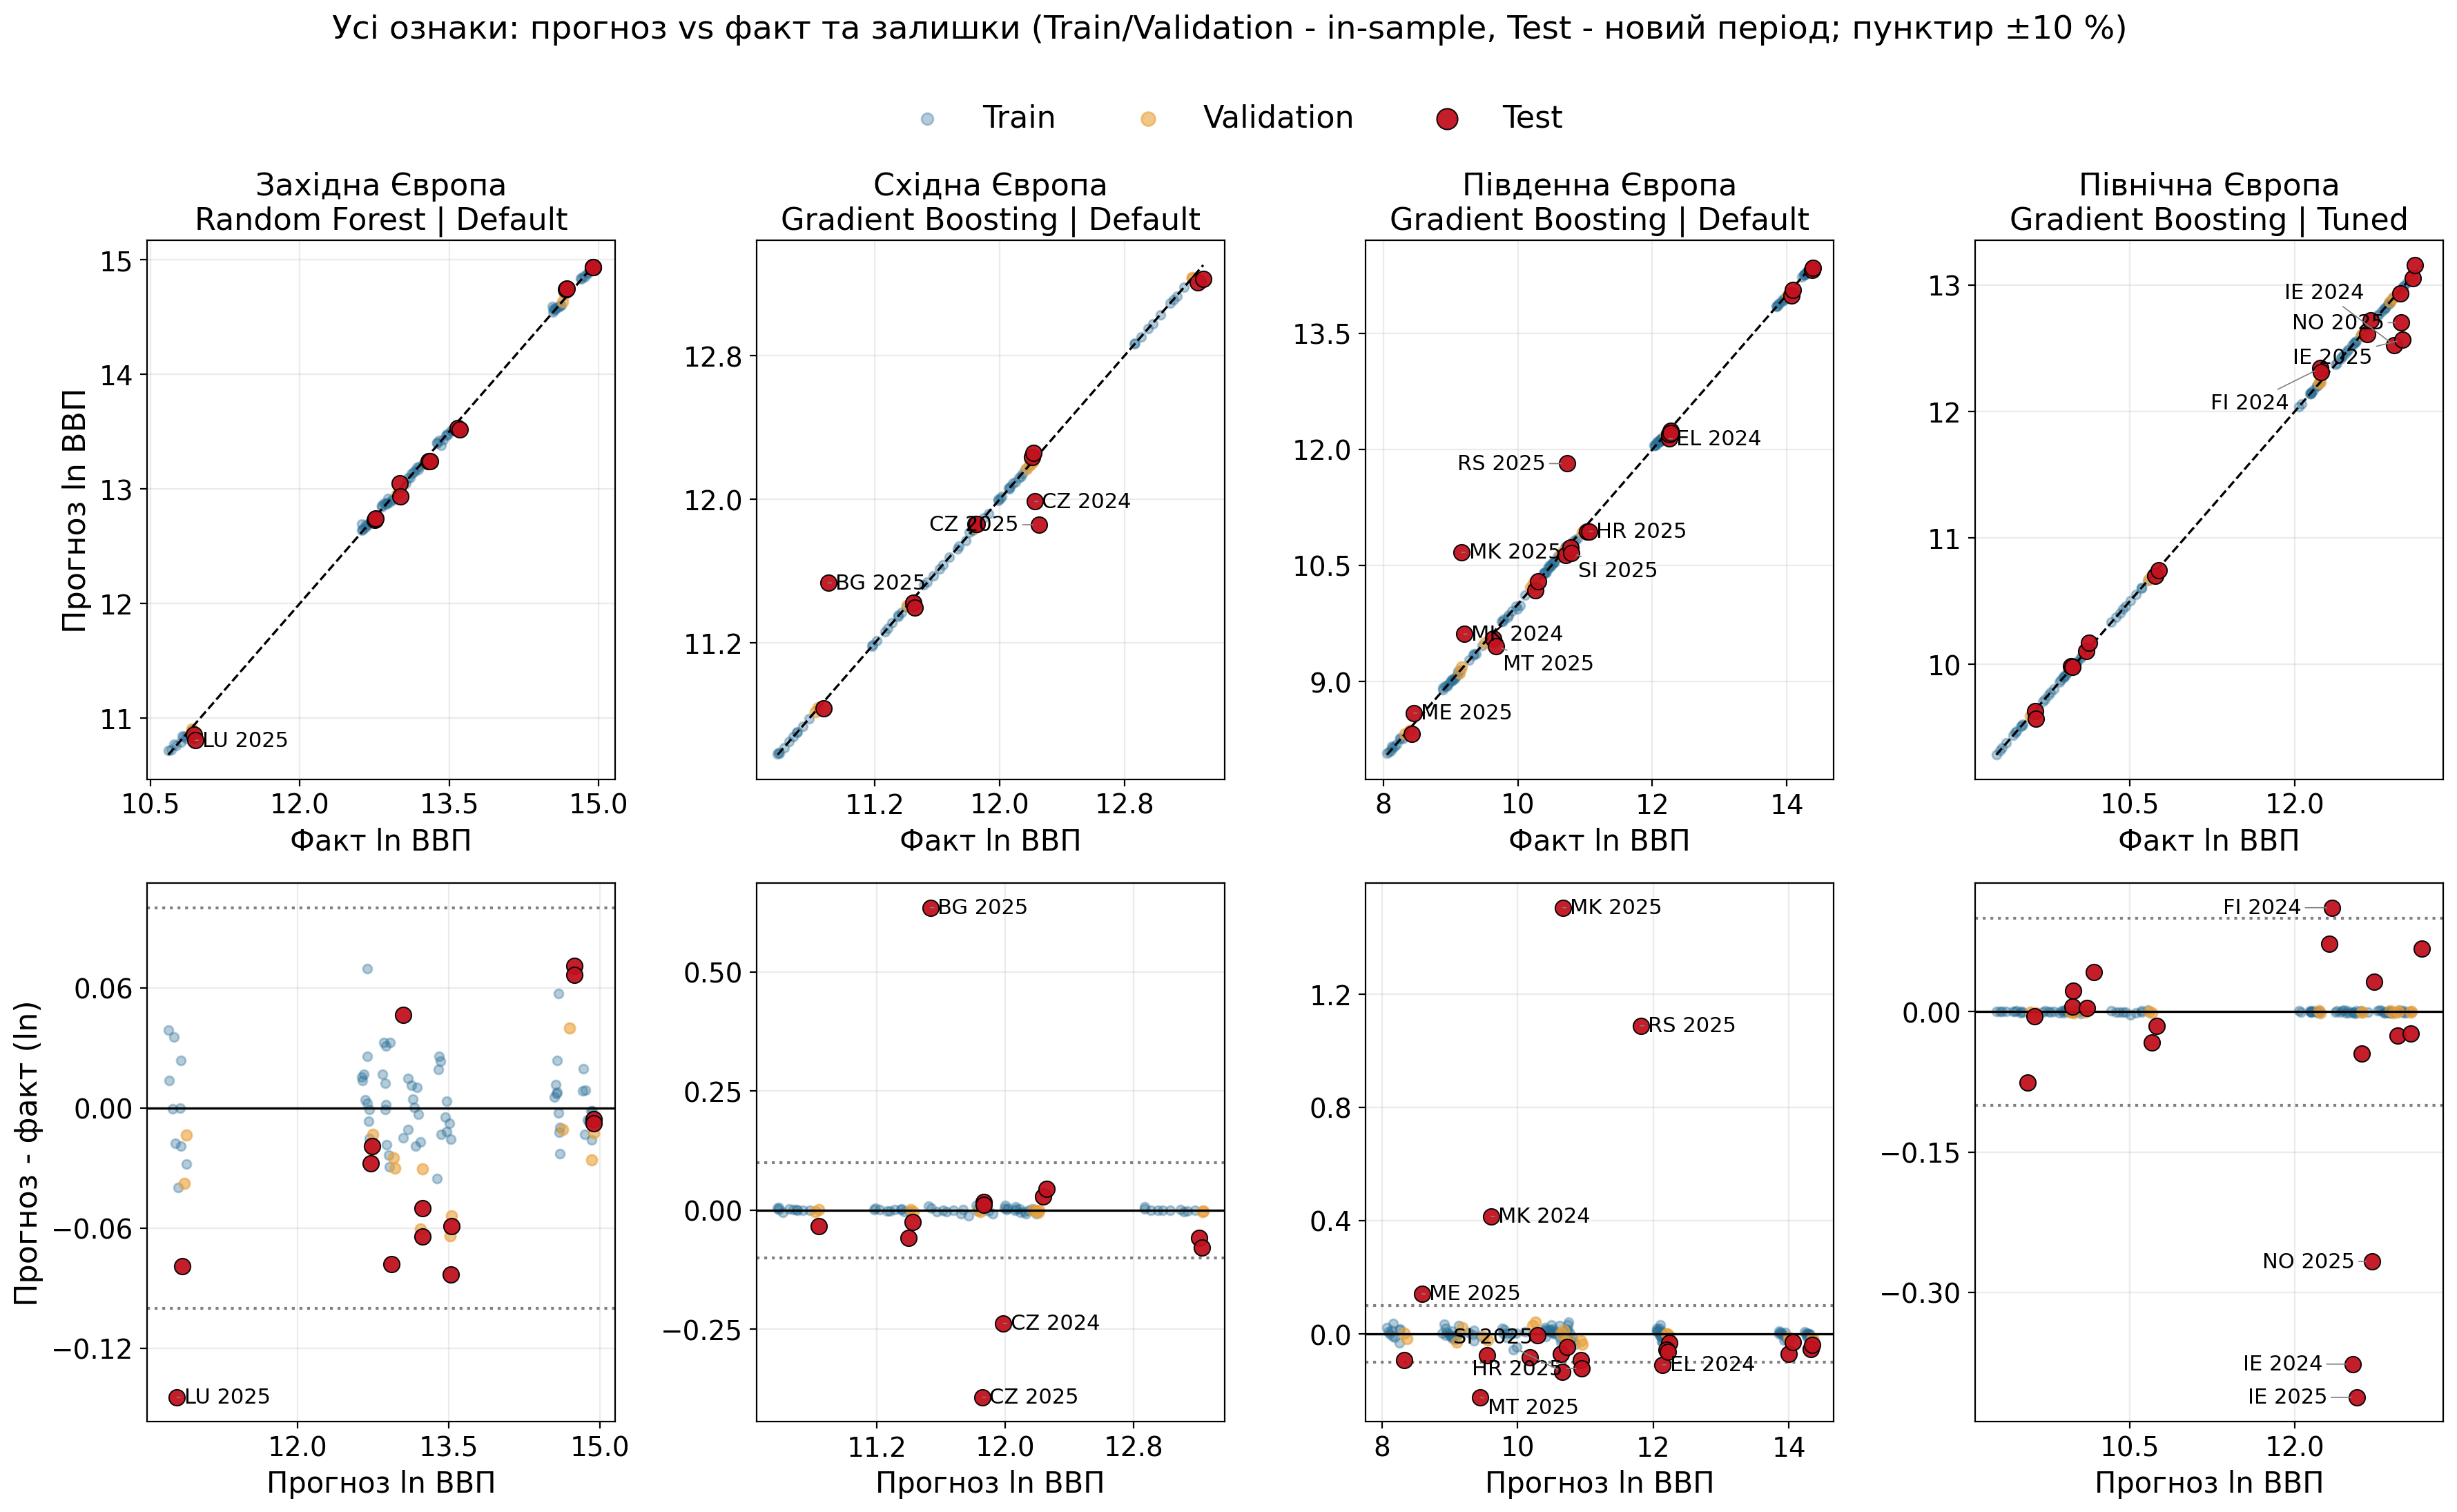 Усі ознаки: прогноз vs факт та залишки (Train/Validation - in-sample, Test - новий період; пунктир ±10 %)
Train
Validation
Test
Західна Європа
Random Forest | Default
15
14
13
12
11
Прогноз ln ВВП
LU 2025
10.5
12.0
13.5
15.0
Факт ln ВВП
Східна Європа
Gradient Boosting | Default
12.8
12.0
11.2
CZ 2024
CZ 2025
BG 2025
11.2
12.0
12.8
Факт ln ВВП
Південна Європа
Gradient Boosting | Default
13.5
12.0
10.5
9.0
EL 2024
RS 2025
HR 2025
MK 2025
SI 2025
MK 2024
MT 2025
ME 2025
8
10
12
14
Факт ln ВВП
Північна Європа
Gradient Boosting | Tuned
13
12
11
10
IE 2024
NO 2025
IE 2025
FI 2024
10.5
12.0
Факт ln ВВП
0.06
0.00
−0.06
−0.12
Прогноз - факт (ln)
LU 2025
12.0
13.5
15.0
Прогноз ln ВВП
0.50
0.25
0.00
−0.25
BG 2025
CZ 2024
CZ 2025
11.2
12.0
12.8
Прогноз ln ВВП
1.2
0.8
0.4
0.0
MK 2025
RS 2025
MK 2024
ME 2025
SI 2025
HR 2025
EL 2024
MT 2025
8
10
12
14
Прогноз ln ВВП
0.00
−0.15
−0.30
FI 2024
NO 2025
IE 2024
IE 2025
10.5
12.0
Прогноз ln ВВП